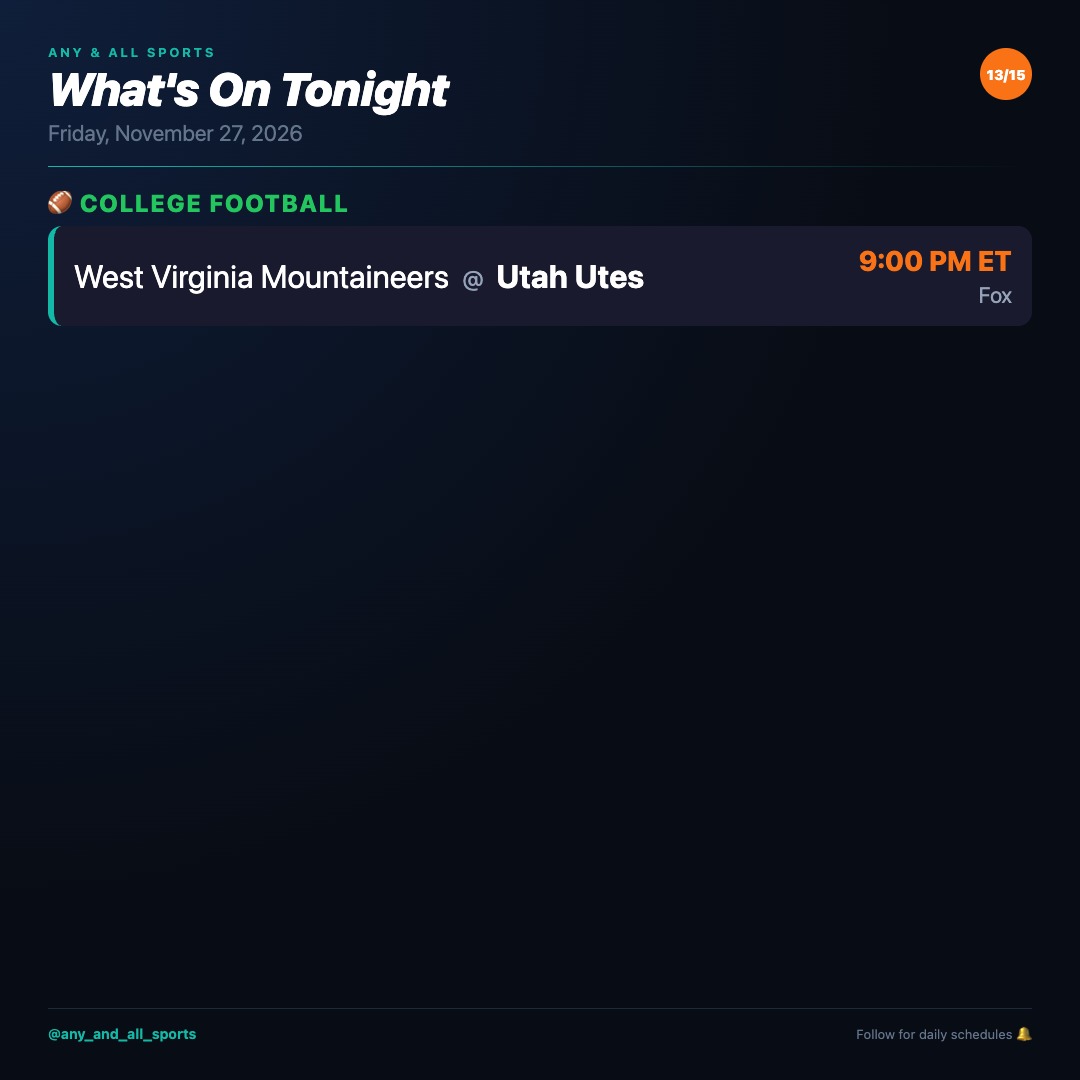 ANY & ALL SPORTS
What's On Tonight
Friday, November 27, 2026
13/15
🏈 COLLEGE FOOTBALL
West Virginia Mountaineers @ Utah Utes
9:00 PM ET
Fox
@any_and_all_sports
Follow for daily schedules 🔔